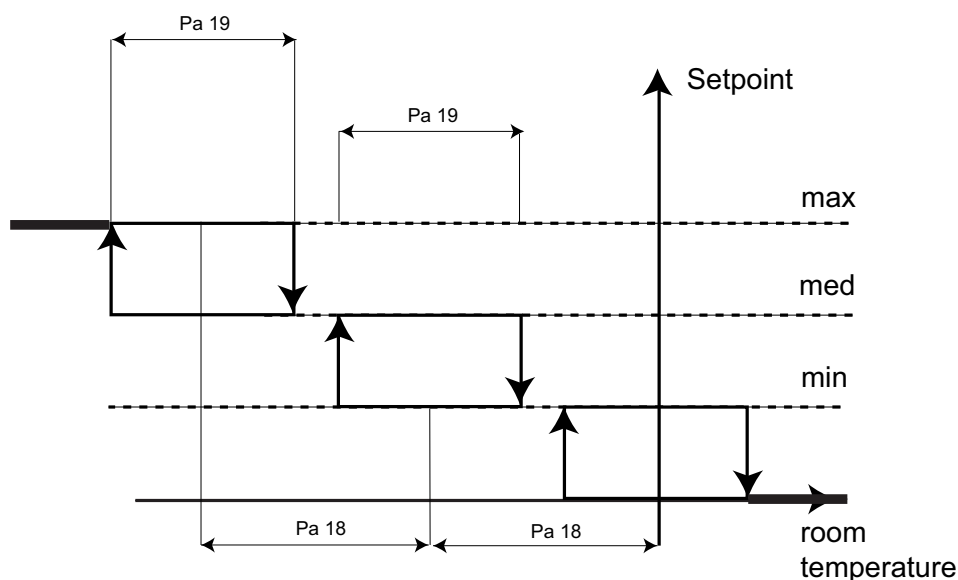 Pa 19
Setpoint
Pa 19
max
med
min
Pa 18
Pa 18
room
temperature